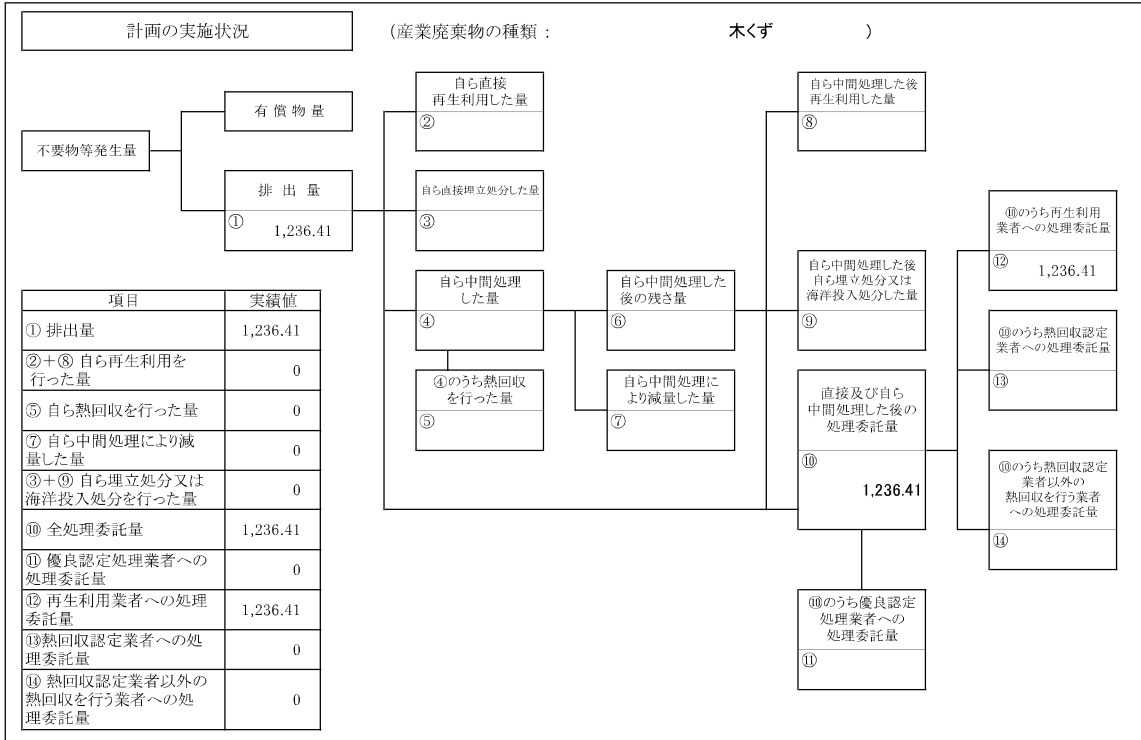 計画の実施状況
(産業廃棄物の種類： 木くず )
不要物等発生量
有償物量
排出量
①
1,236.41
自ら直接
再生利用した量
②
自ら直接埋立処分した量
③
自ら中間処理
した量
④
④のうち熱回収
を行った量
⑤
自ら中間処理した
後の残さ量
⑥
自ら中間処理に
より減量した量
⑦
自ら中間処理した後
再生利用した量
⑧
自ら中間処理した後
自ら埋立処分又は
海洋投入処分した量
⑨
直接及び自ら
中間処理した後の
処理委託量
⑩
1,236.41
⑩のうち優良認定
処理業者への
処理委託量
⑪
⑩のうち再生利用
業者への処理委託量
⑫
1,236.41
⑩のうち熱回収認定
業者への処理委託量
⑬
⑩のうち熱回収認定
業者以外の
熱回収を行う業者
への処理委託量
⑭
項目 実績値
① 排出量 1,236.41
②＋⑧ 自ら再生利用を
行った量 0
⑤ 自ら熱回収を行った量 0
⑦ 自ら中間処理により減
量した量 0
③＋⑨ 自ら埋立処分又は
海洋投入処分を行った量 0
⑩ 全処理委託量 1,236.41
⑪ 優良認定処理業者への
処理委託量 0
⑫ 再生利用業者への処理
委託量 1,236.41
⑬熱回収認定業者への処
理委託量 0
⑭ 熱回収認定業者以外の
熱回収を行う業者への処
理委託量 0